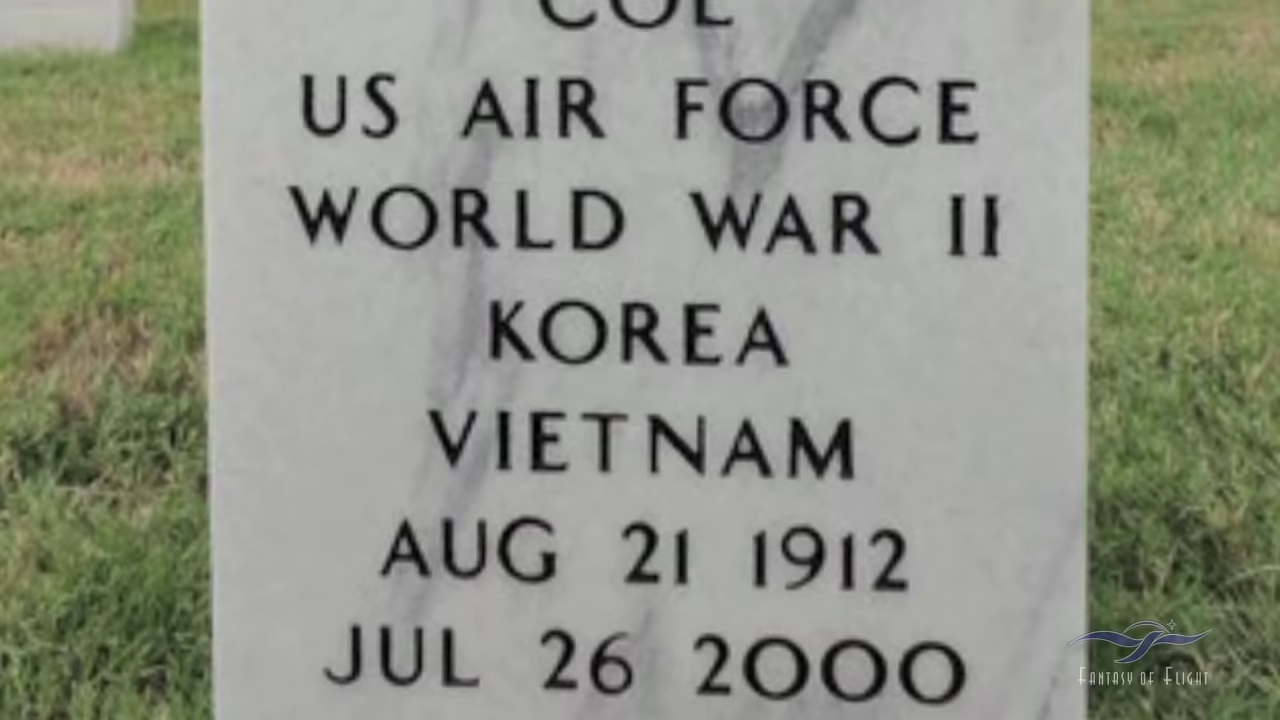 COL
US AIR FORCE
WORLD WAR II
KOREA
VIETNAM
AUG 21 1912
JUL 26 2000
FANTASY OF FLIGHT